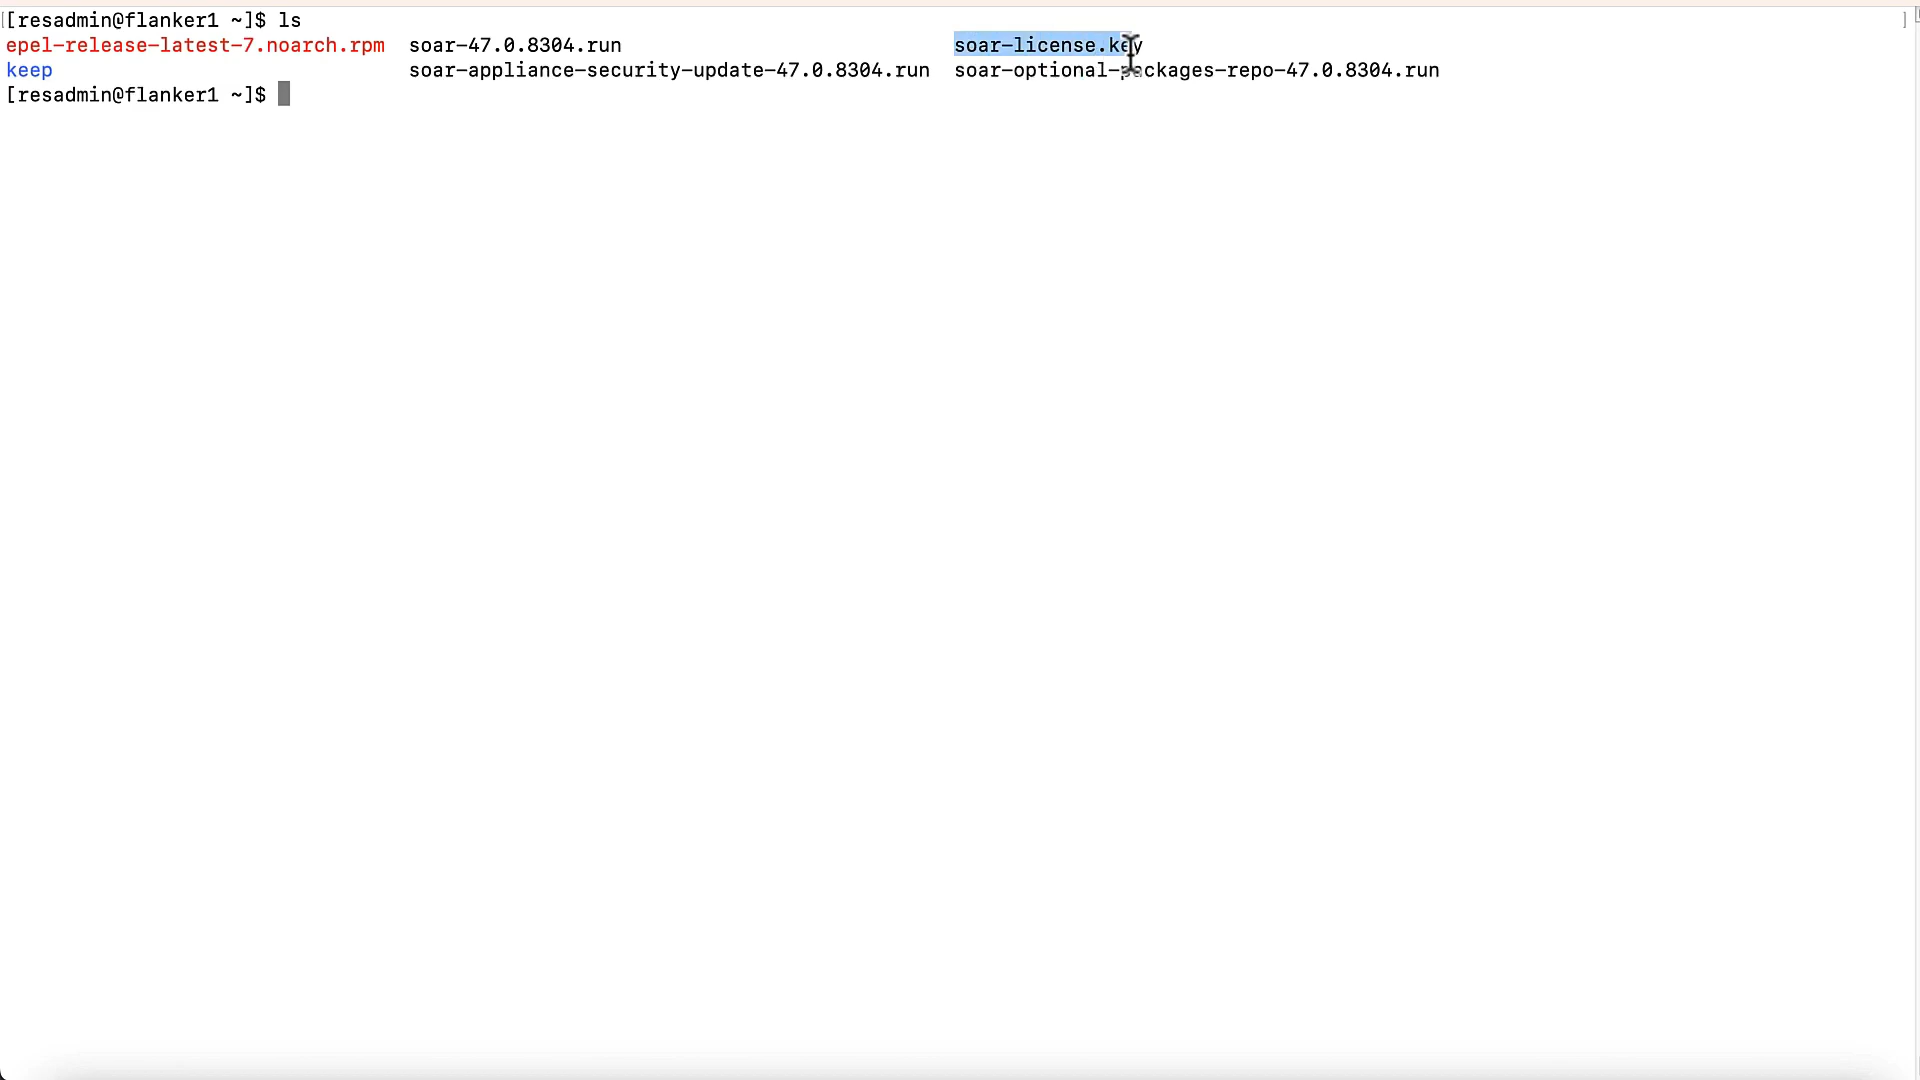 [[resadmin@flanker1 ~]$ ls ]
epel-release-latest-7.noarch.rpm soar-47.0.8304.run soar-license.key
keep soar-appliance-security-update-47.0.8304.run soar-optional-packages-repo-47.0.8304.run
[resadmin@flanker1 ~]$